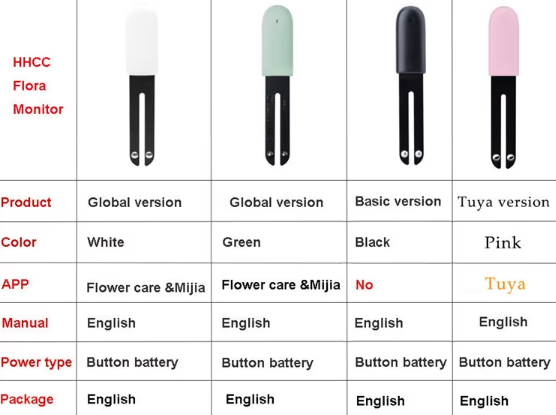 HHCC
Flora
Monitor
Product Global version Global version Basic version Tuya version
Color White Green Black Pink
APP Flower care &Mijia Flower care &Mijia No Tuya
Manual English English English English
Power type Button battery Button battery Button battery Button battery
Package English English English English